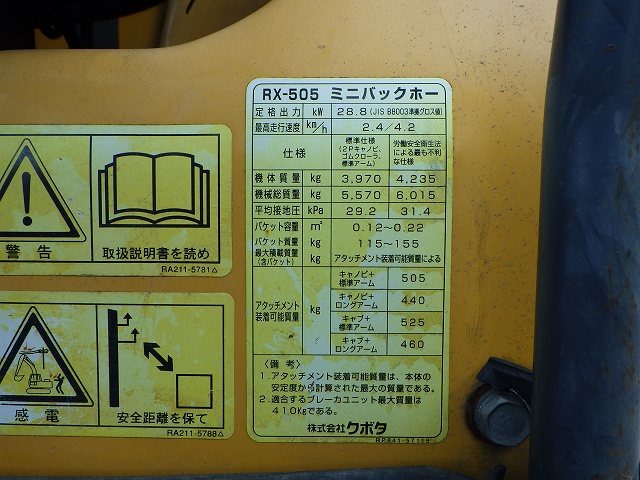 警告
取扱説明書を読め
RA211-5781△
感電
安全距離を保て
RA211-5788△
RX-505 ミニバックホー
定格出力 kW 28.8 (JIS B8003準拠グロス値)
最高走行速度 km/h 2.4/4.2
仕様 標準仕様 (2Pキャノピ、ゴムクローラ、標準アーム) 労働安全衛生法による最も不利な仕様
機体質量 kg 3,970 4,235
機械総質量 kg 5,570 6,015
平均接地圧 kPa 29.2 31.4
バケット容量 m³ 0.12~0.22
バケット質量 kg 115~155
最大積載質量 (含バケット) kg アタッチメント装着可能質量による
アタッチメント装着可能質量 kg
キャノピ+標準アーム 505
キャノピ+ロングアーム 440
キャブ+標準アーム 525
キャブ+ロングアーム 460
〈備考〉
1.アタッチメント装着可能質量は、本体の
安定度から計算された最大の質量である。
2.適合するブレーカユニット最大質量は
410kgである。
株式会社クボタ